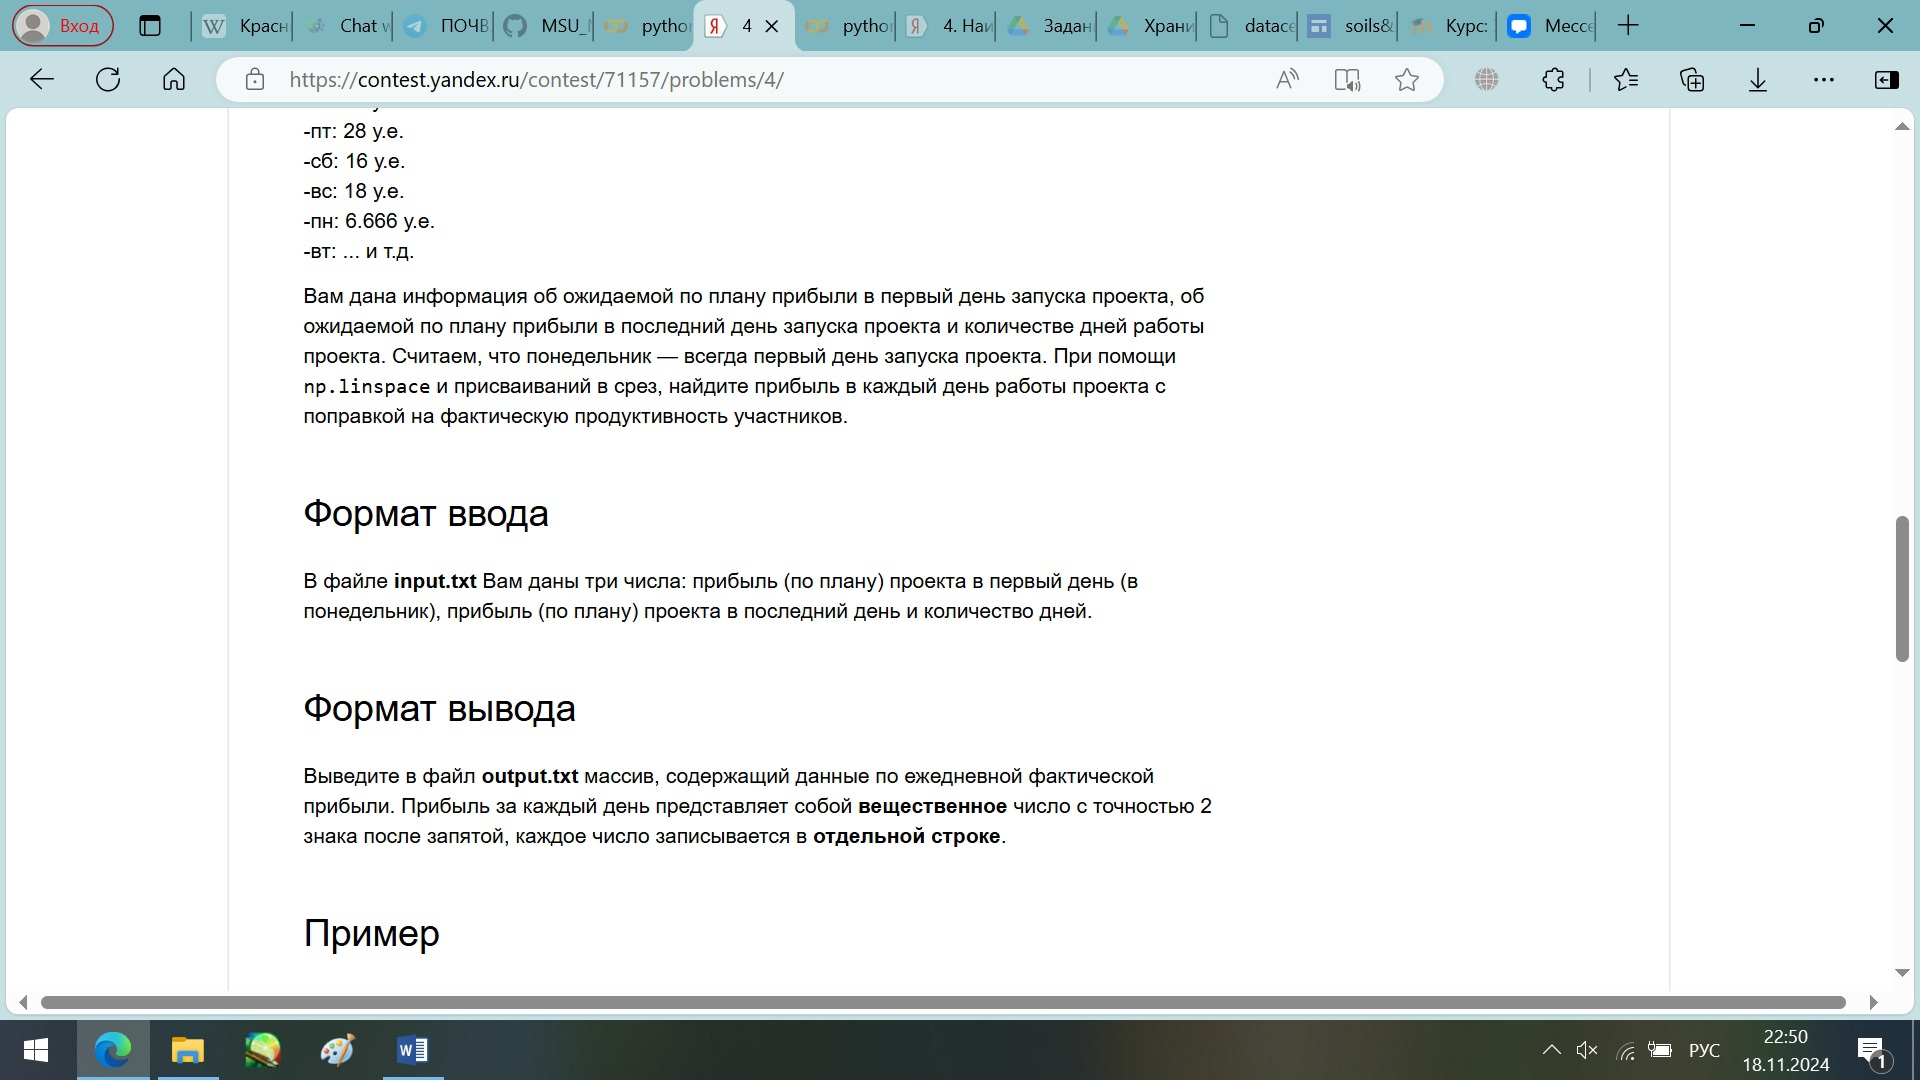 Вход
Красн
Chat w
ПОЧВ
MSU_
pytho
4
4. Наи
Задан
Храни
datace
soils&
Курс:
Мессе
https://contest.yandex.ru/contest/71157/problems/4/
-пт: 28 у.е.
-сб: 16 у.е.
-вс: 18 у.е.
-пн: 6.666 у.е.
-вт: ... и т.д.
Вам дана информация об ожидаемой по плану прибыли в первый день запуска проекта, об
ожидаемой по плану прибыли в последний день запуска проекта и количестве дней работы
проекта. Считаем, что понедельник — всегда первый день запуска проекта. При помощи
np.linspace и присваиваний в срез, найдите прибыль в каждый день работы проекта с
поправкой на фактическую продуктивность участников.
Формат ввода
В файле input.txt Вам даны три числа: прибыль (по плану) проекта в первый день (в
понедельник), прибыль (по плану) проекта в последний день и количество дней.
Формат вывода
Выведите в файл output.txt массив, содержащий данные по ежедневной фактической
прибыли. Прибыль за каждый день представляет собой вещественное число с точностью 2
знака после запятой, каждое число записывается в отдельной строке.
Пример
РУС
22:50
18.11.2024
1